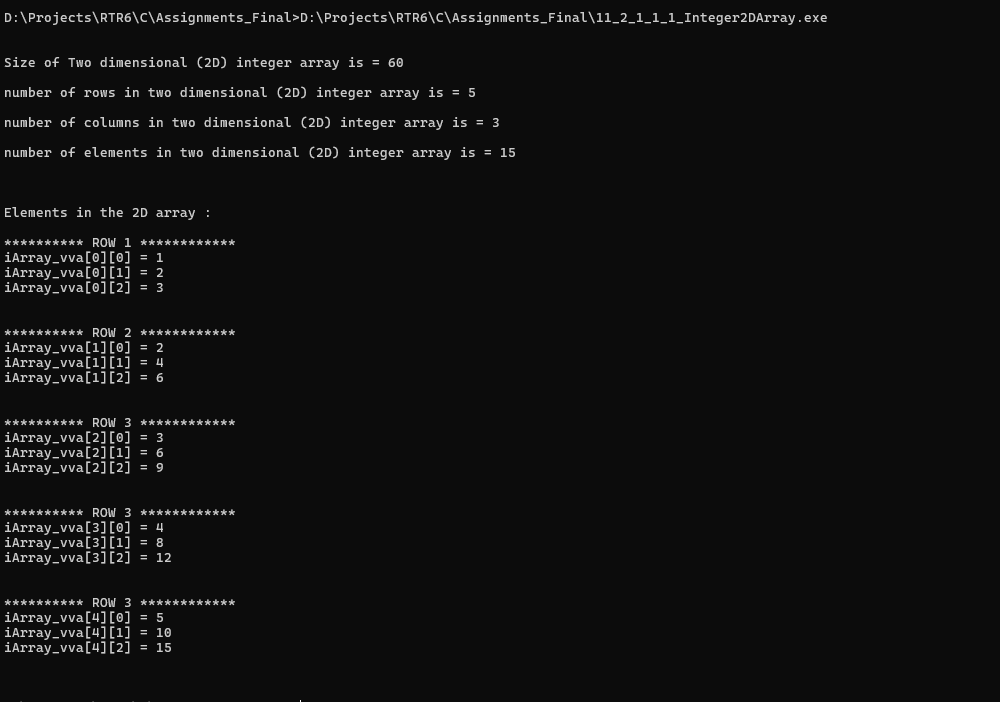 D:\Projects\RTR6\C\Assignments_Final>D:\Projects\RTR6\C\Assignments_Final\11_2_1_1_1_Integer2DArray.exe
Size of Two dimensional (2D) integer array is = 60
number of rows in two dimensional (2D) integer array is = 5
number of columns in two dimensional (2D) integer array is = 3
number of elements in two dimensional (2D) integer array is = 15
Elements in the 2D array :
********** ROW 1 ************
iArray_vva[0][0] = 1
iArray_vva[0][1] = 2
iArray_vva[0][2] = 3
********** ROW 2 ************
iArray_vva[1][0] = 2
iArray_vva[1][1] = 4
iArray_vva[1][2] = 6
********** ROW 3 ************
iArray_vva[2][0] = 3
iArray_vva[2][1] = 6
iArray_vva[2][2] = 9
********** ROW 3 ************
iArray_vva[3][0] = 4
iArray_vva[3][1] = 8
iArray_vva[3][2] = 12
********** ROW 3 ************
iArray_vva[4][0] = 5
iArray_vva[4][1] = 10
iArray_vva[4][2] = 15